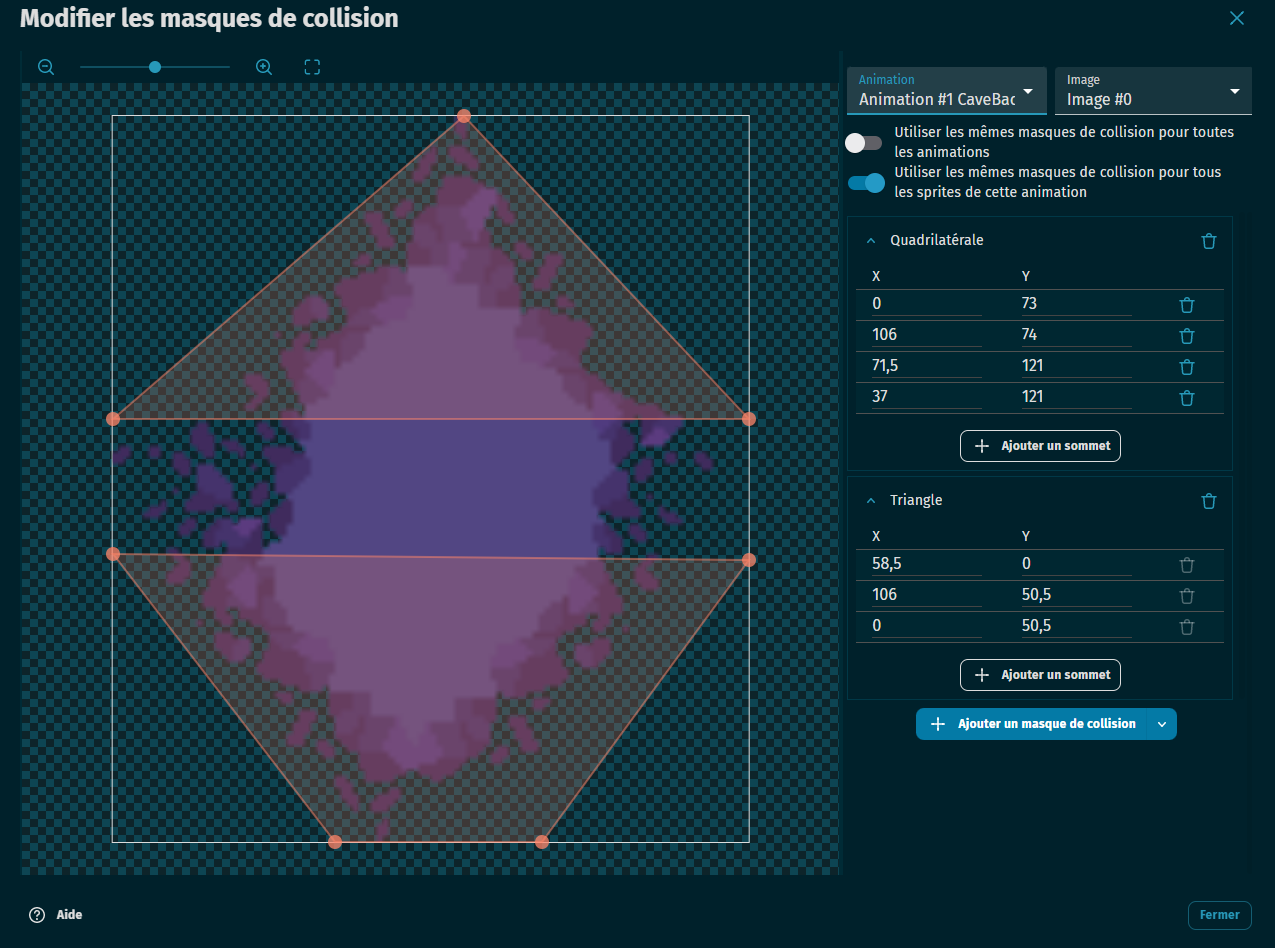 Modifier les masques de collision
Animation
Animation #1 CaveBac
Image
Image #0
Utiliser les mêmes masques de collision pour toutes
les animations
Utiliser les mêmes masques de collision pour tous
les sprites de cette animation
Quadrilatérale
X Y
0 73
106 74
71,5 121
37 121
Ajouter un sommet
Triangle
X Y
58,5 0
106 50,5
0 50,5
Ajouter un sommet
Ajouter un masque de collision
Aide
Fermer